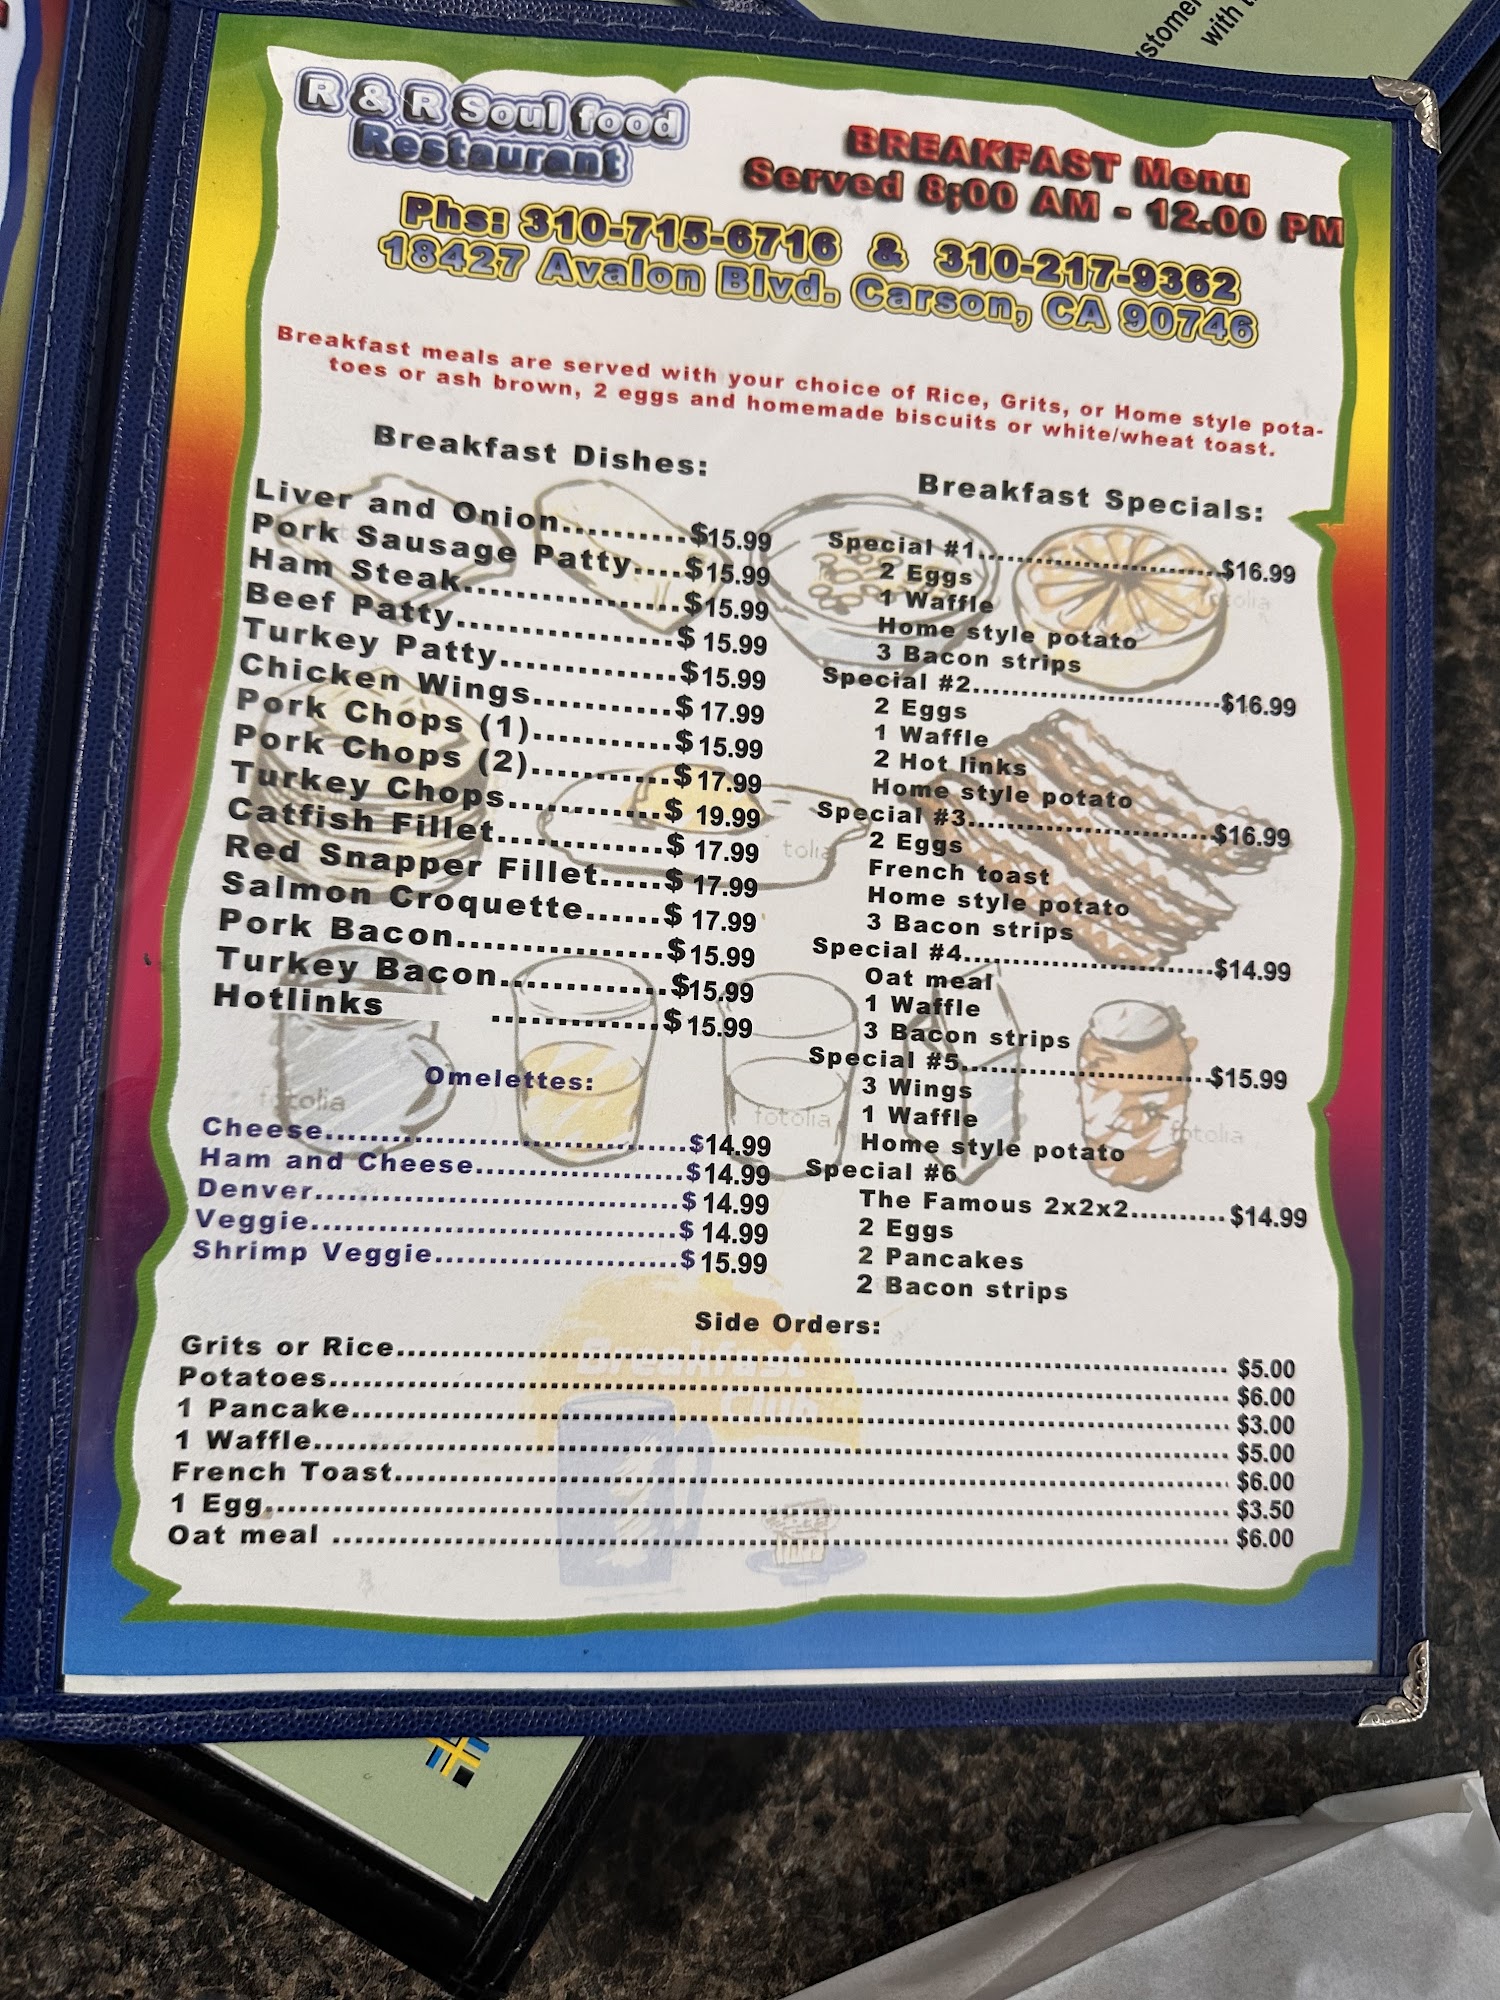 ustomer
with
R & R Soul food
Restaurant
BREAKFAST Menu
Served 8;00 AM - 12.00 PM
Phs: 310-715-6716 & 310-217-9362
18427 Avalon Blvd. Carson, CA 90746
Breakfast meals are served with your choice of Rice, Grits, or Home style pota-
toes or ash brown, 2 eggs and homemade biscuits or white/wheat toast.
Breakfast Dishes:
Liver and Onion..........$15.99
Pork Sausage Patty....$15.99
Ham Steak.................$15.99
Beef Patty.................$ 15.99
Turkey Patty..............$15.99
Chicken Wings...........$ 17.99
Pork Chops (1)...........$ 15.99
Pork Chops (2)...........$ 17.99
Turkey Chops............$ 19.99
Catfish Fillet.............$ 17.99
Red Snapper Fillet.....$ 17.99
Salmon Croquette......$ 17.99
Pork Bacon................$15.99
Turkey Bacon.............$15.99
Hotlinks .............$15.99
Omelettes:
Cheese................................$14.99
Ham and Cheese....................$14.99
Denver................................$ 14.99
Veggie................................$ 14.99
Shrimp Veggie......................$ 15.99
Breakfast Specials:
Special #1........................$16.99
2 Eggs
1 Waffle
Home style potato
3 Bacon strips
Special #2........................$16.99
2 Eggs
1 Waffle
2 Hot links
Home style potato
Special #3........................$16.99
2 Eggs
French toast
Home style potato
3 Bacon strips
Special #4........................$14.99
Oat meal
1 Waffle
3 Bacon strips
Special #5........................$15.99
3 Wings
1 Waffle
Home style potato
Special #6
The Famous 2x2x2..........$14.99
2 Eggs
2 Pancakes
2 Bacon strips
Side Orders:
Grits or Rice................................................................ $5.00
Potatoes................................................................ $6.00
1 Pancake................................................................ $3.00
1 Waffle................................................................ $5.00
French Toast................................................................ $6.00
1 Egg................................................................ $3.50
Oat meal ................................................................ $6.00
Breakfast
Club
fotolia
fotolia
fotolia
tolia